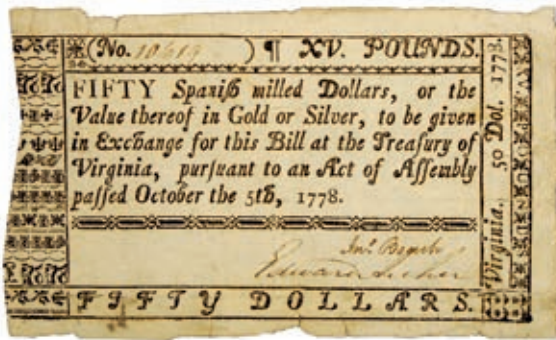 (No. 10414 ) ¶ XV. POUNDS.
FIFTY Spaniſh milled Dollars, or the
Value thereof in Gold or Silver, to be given
in Exchange for this Bill at the Treaſury of
Virginia, purſuant to an Act of Aſſembly
paſſed October the 5th, 1778.
Edward
FIFTY DOLLARS.
Virginia. 50 Dol. 1778.